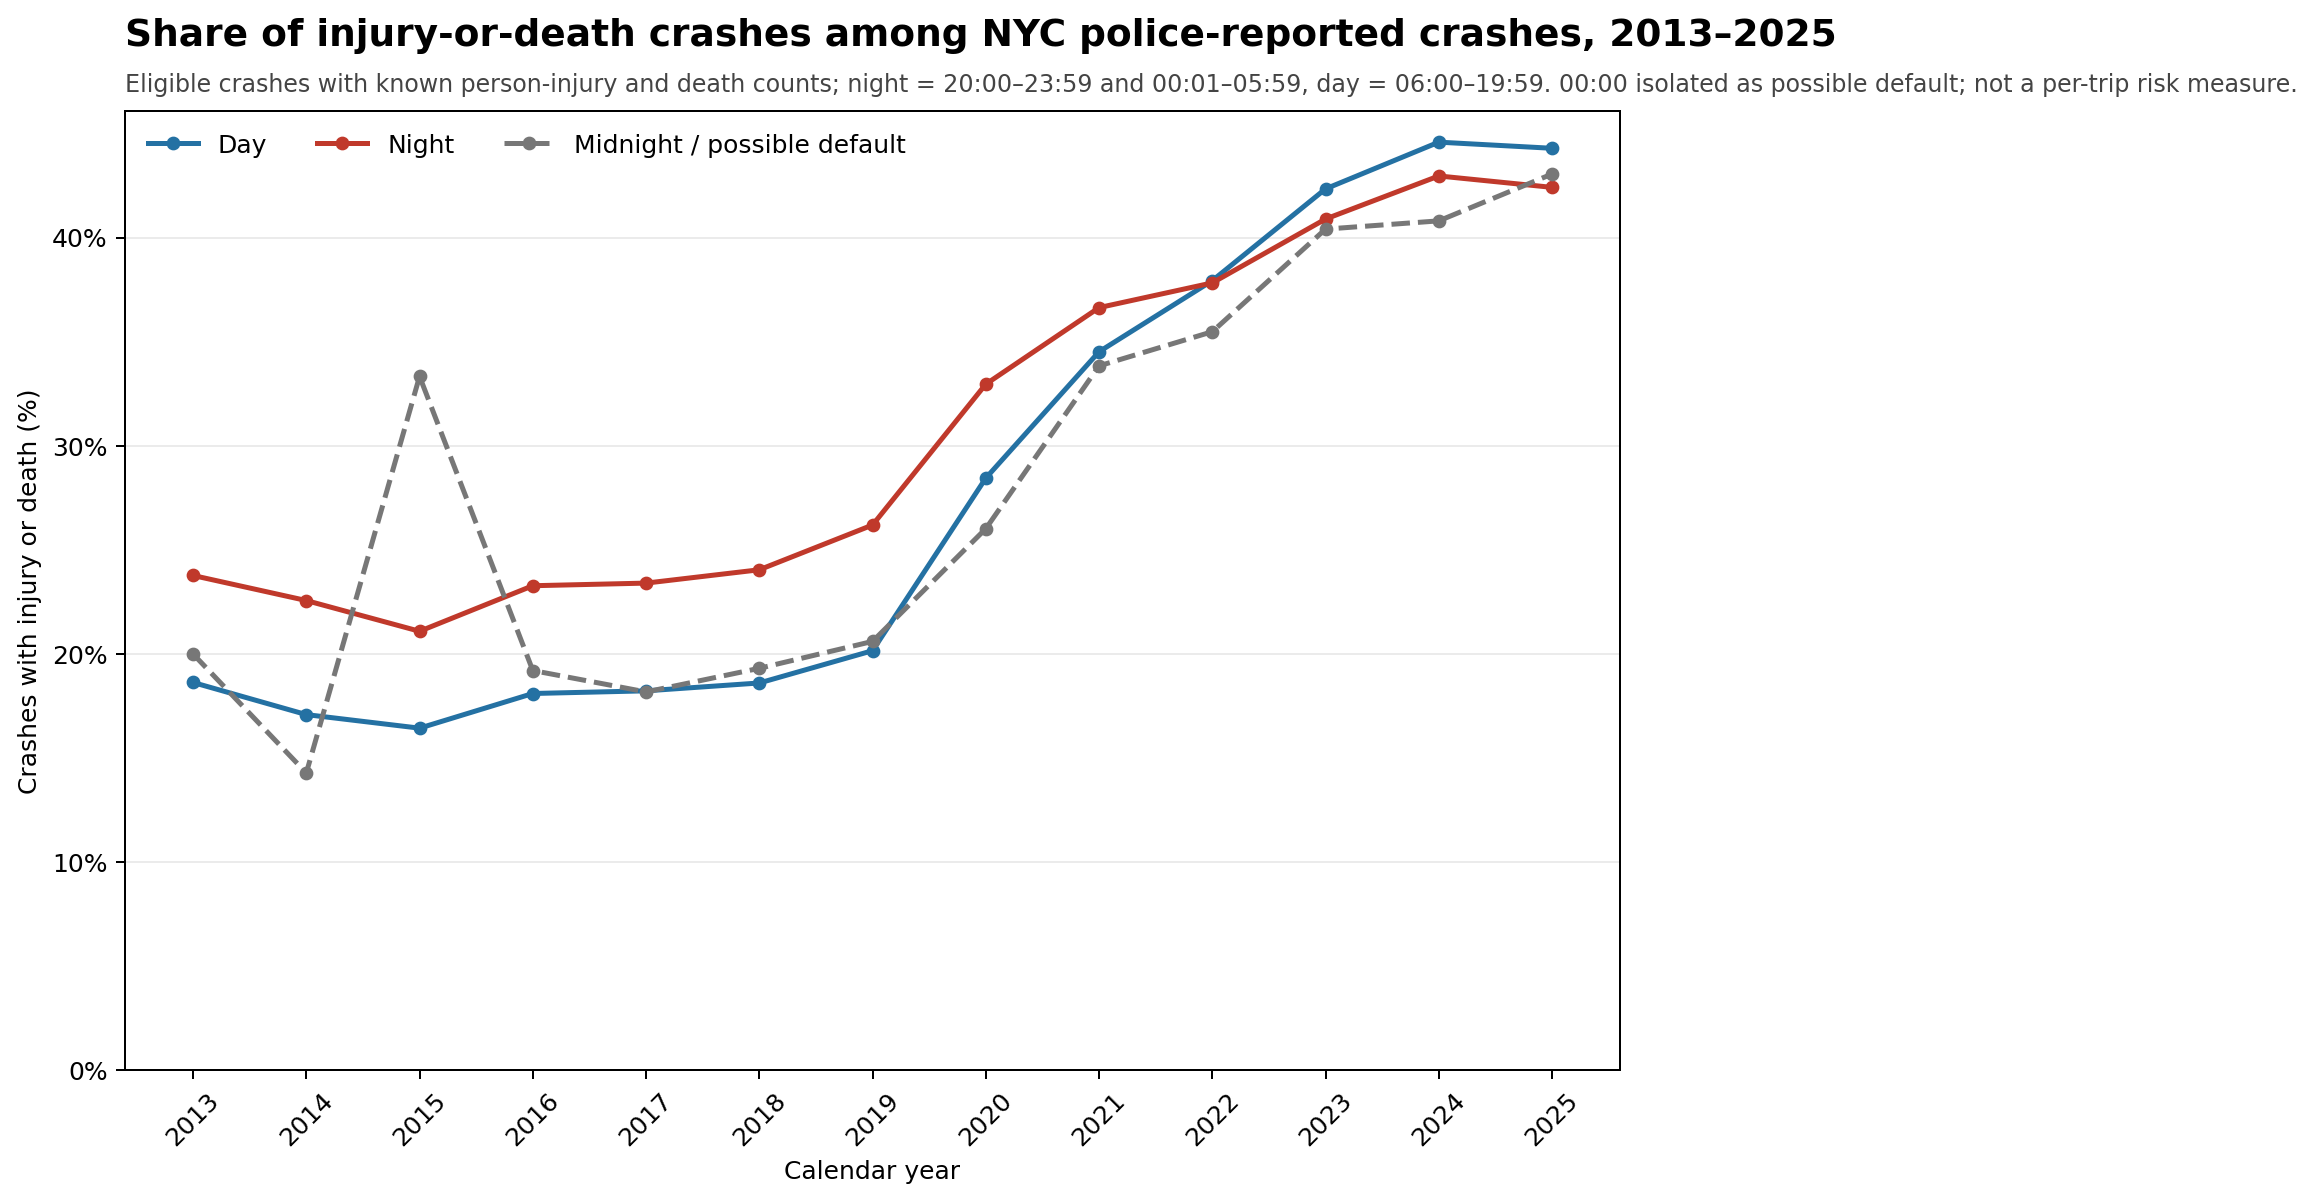 Share of injury-or-death crashes among NYC police-reported crashes, 2013–2025
Eligible crashes with known person-injury and death counts; night = 20:00–23:59 and 00:01–05:59, day = 06:00–19:59. 00:00 isolated as possible default; not a per-trip risk measure.
Day
Night
Midnight / possible default
Crashes with injury or death (%)
40%
30%
20%
10%
0%
2013
2014
2015
2016
2017
2018
2019
2020
2021
2022
2023
2024
2025
Calendar year